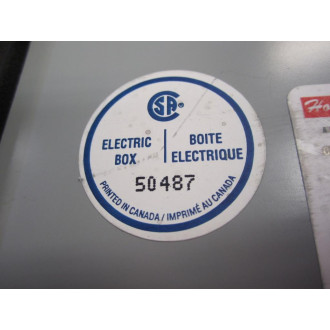 CSA
®
ELECTRIC BOX
BOITE ELECTRIQUE
50487
PRINTED IN CANADA / IMPRIMÉ AU CANADA